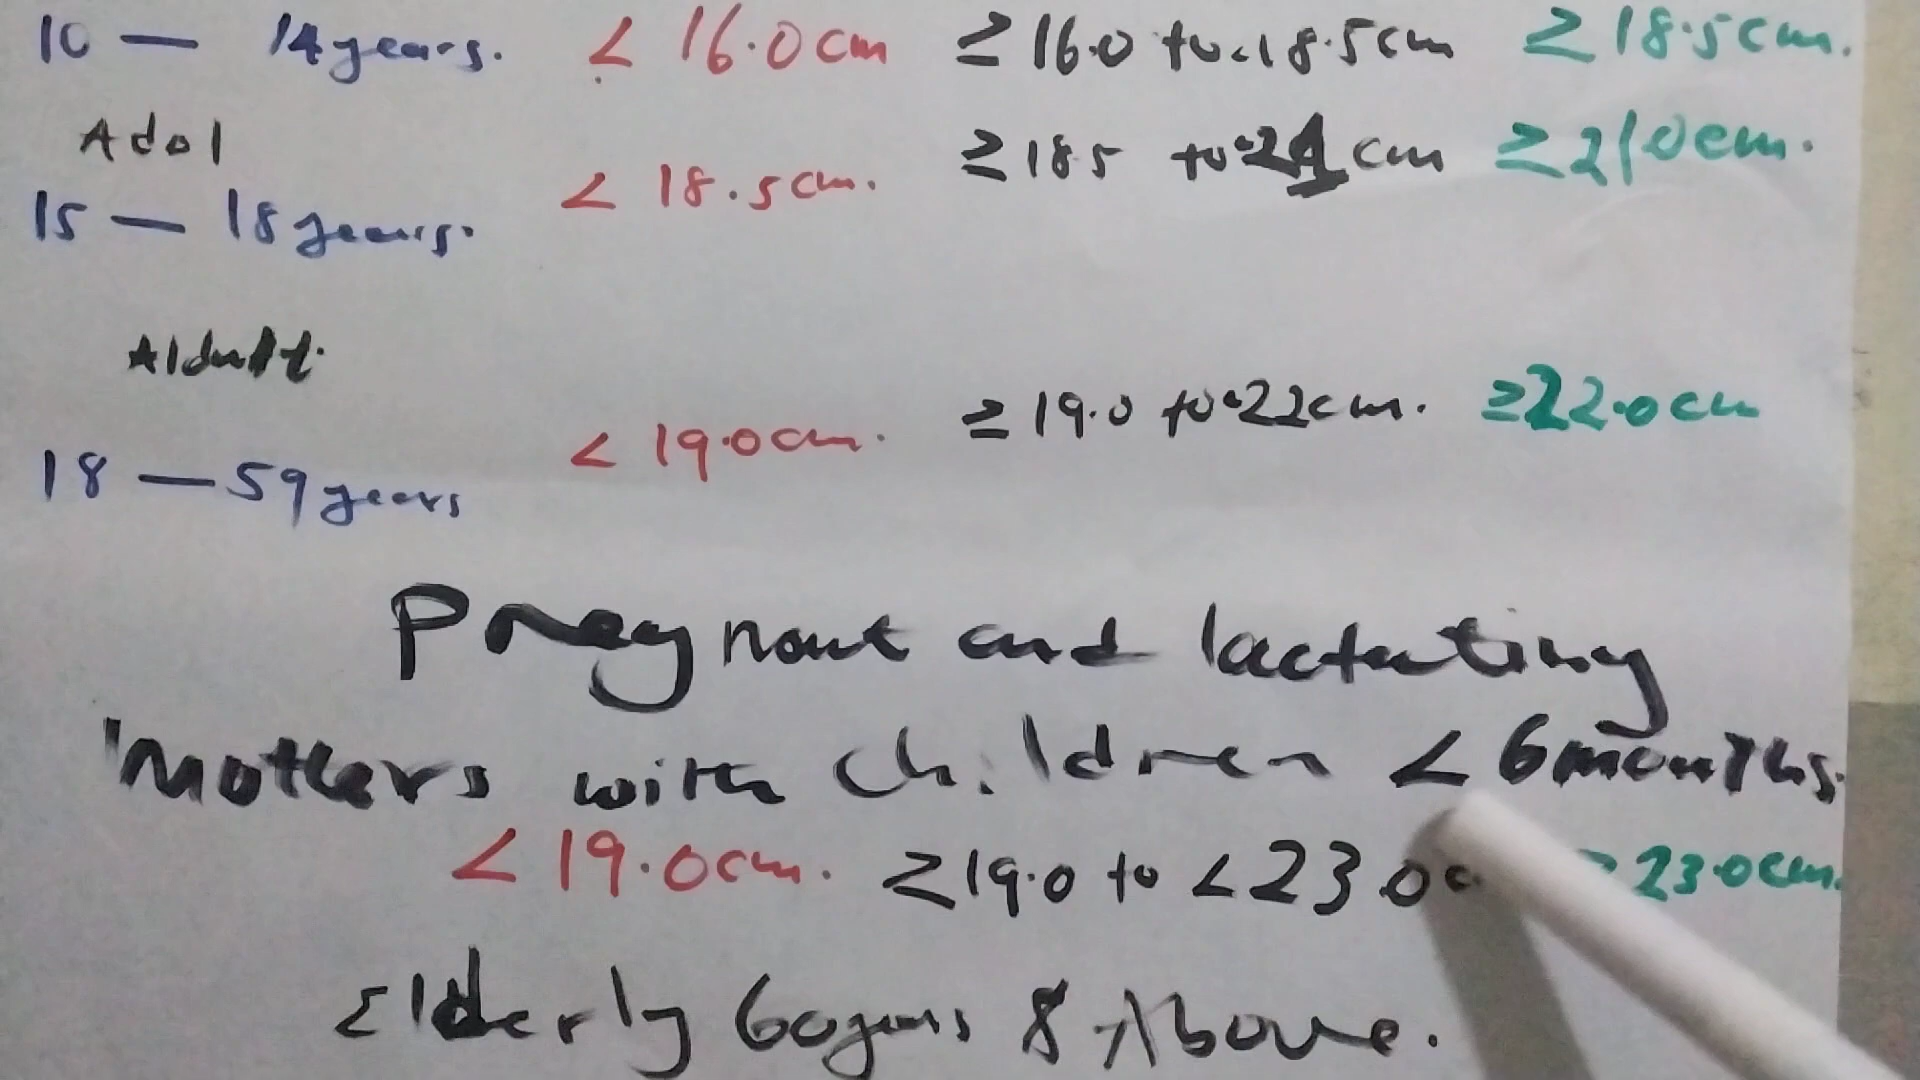 10 — 14 years. < 16.0 cm ≥ 16.0 to < 18.5 cm ≥ 18.5 cm.
Adol
15 — 18 years. < 18.5 cm. ≥ 18.5 to < 21 cm ≥ 21.0 cm.
Aldult.
18 — 59 years < 19.0 cm. ≥ 19.0 to < 22 cm. ≥ 22.0 cm
Pregnant and lactating
mothers with children < 6 months.
< 19.0 cm. ≥ 19.0 to < 23.0 c 23.0 cm.
Elderly 60 years & Above.